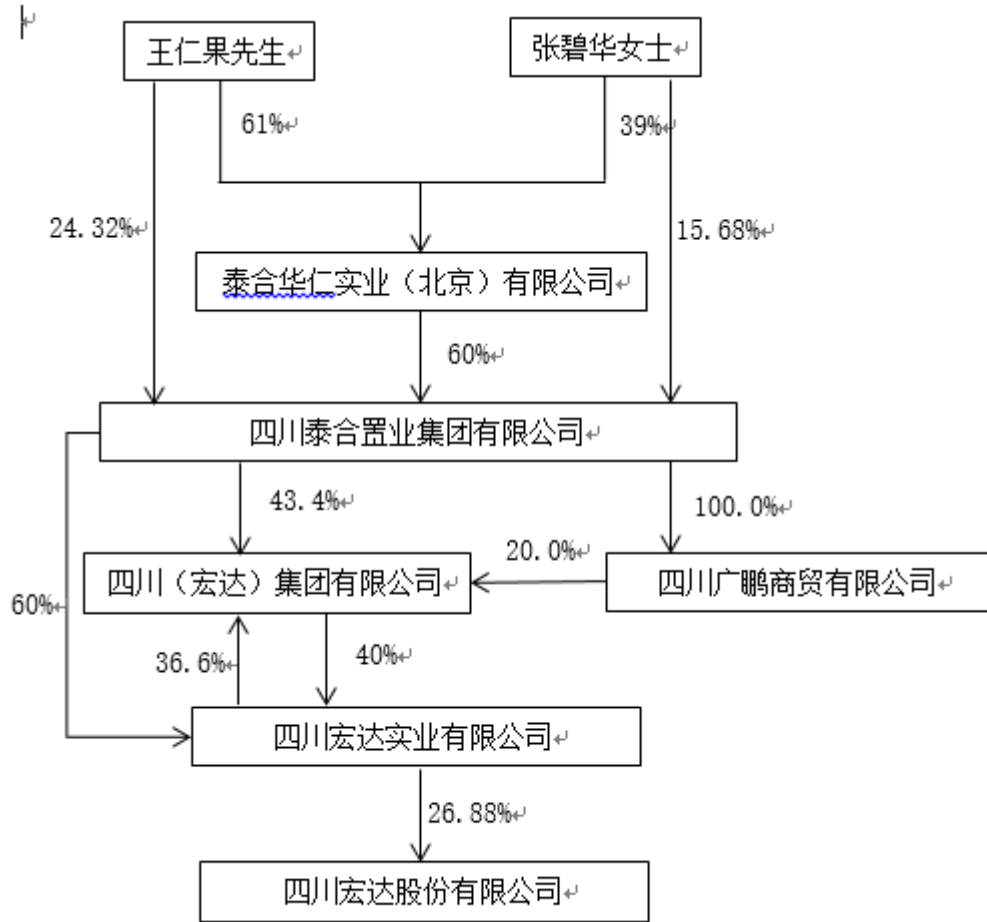 王仁果先生
张碧华女士
61%
39%
24.32%
15.68%
泰合华仁实业（北京）有限公司
60%
四川泰合置业集团有限公司
43.4%
100.0%
20.0%
四川（宏达）集团有限公司
四川广鹏商贸有限公司
60%
36.6%
40%
四川宏达实业有限公司
26.88%
四川宏达股份有限公司